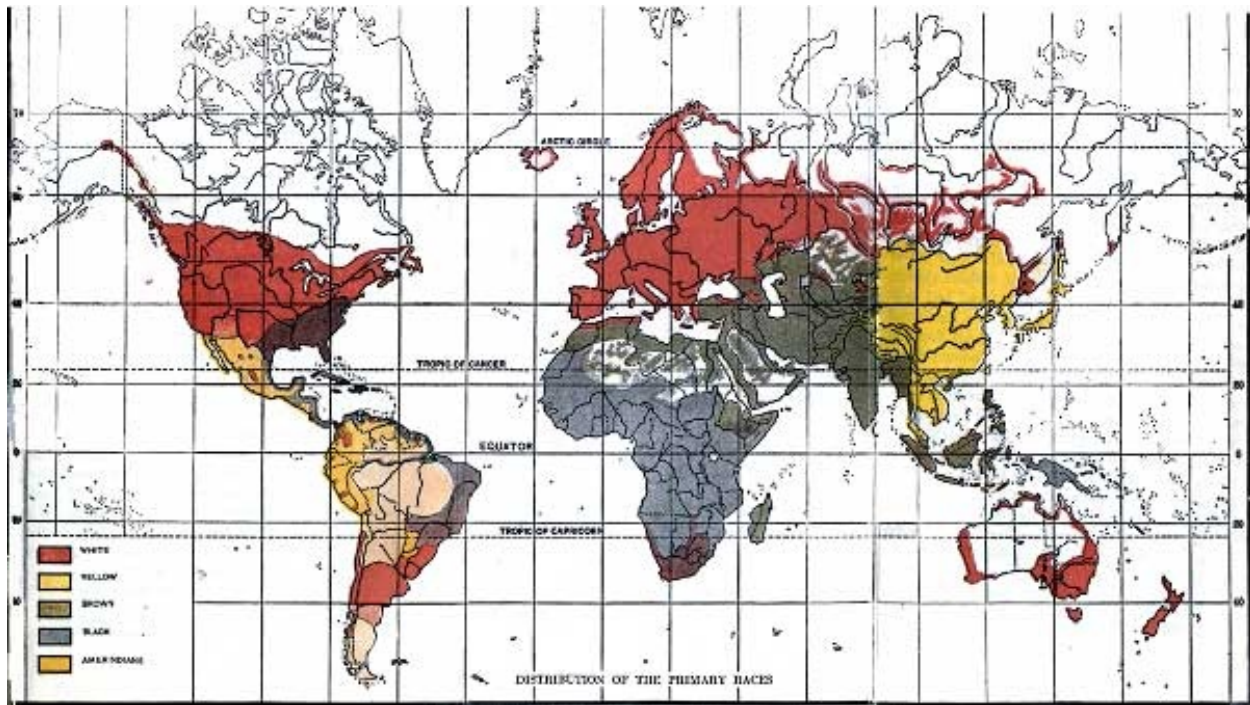 ARCTIC CIRCLE
TROPIC OF CANCER
EQUATOR
TROPIC OF CAPRICORN
WHITE
YELLOW
BROWN
BLACK
AMERINDIANS
DISTRIBUTION OF THE PRIMARY RACES